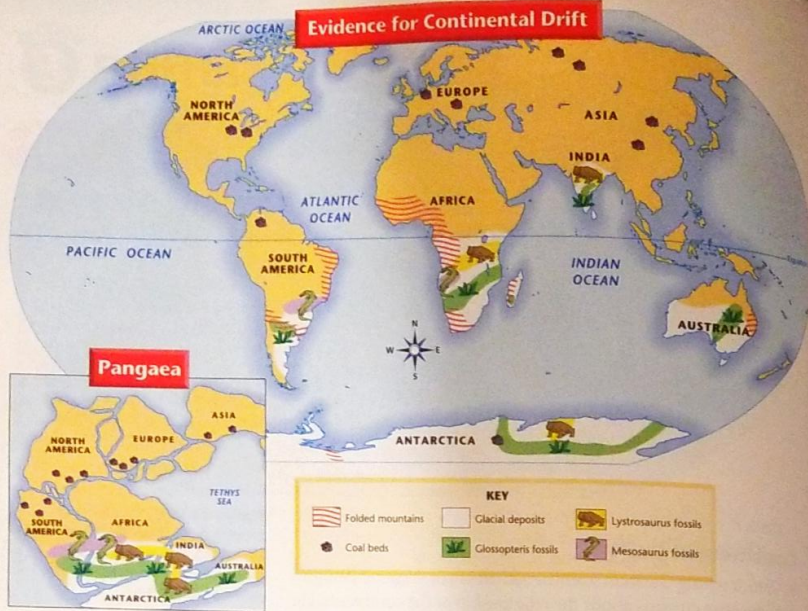 Evidence for Continental Drift
ARCTIC OCEAN
NORTH
AMERICA
EUROPE
ASIA
INDIA
ATLANTIC
OCEAN
AFRICA
PACIFIC OCEAN
SOUTH
AMERICA
INDIAN
OCEAN
AUSTRALIA
N
W E
S
ANTARCTICA
Pangaea
ASIA
NORTH
AMERICA
EUROPE
TETHYS
SEA
SOUTH
AMERICA
AFRICA
INDIA
AUSTRALIA
ANTARCTICA
KEY
Folded mountains
Glacial deposits
Lystrosaurus fossils
Coal beds
Glossopteris fossils
Mesosaurus fossils